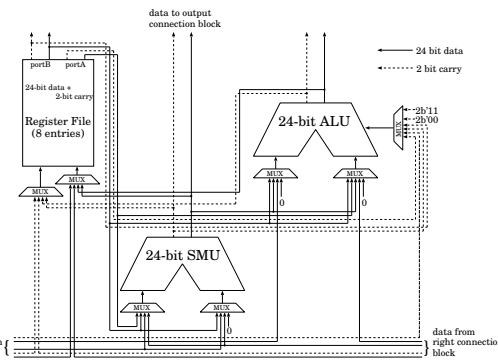 data to output
connection block
24 bit data
2 bit carry
portB
portA
24-bit data +
2-bit carry
Register File
(8 entries)
24-bit ALU
MUX
2b'11
2b'00
MUX
MUX
MUX
MUX
MUX
0
0
24-bit SMU
MUX
MUX
0
data from
right connectic
block